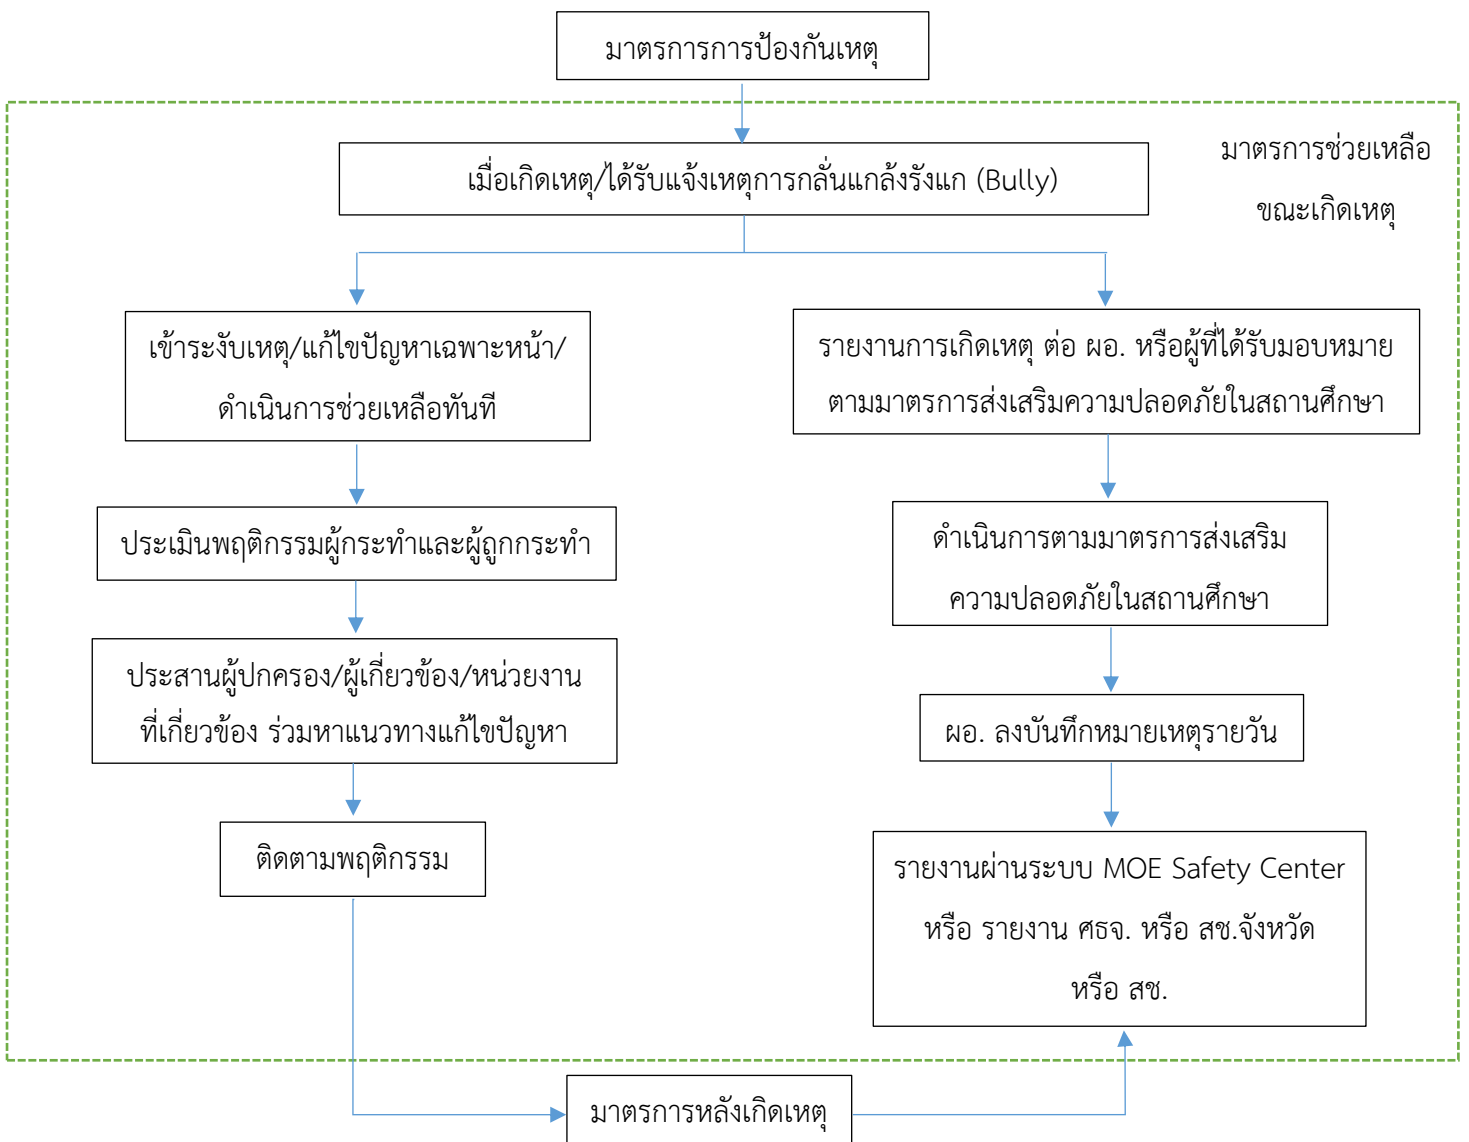 มาตรการการป้องกันเหตุ
มาตรการช่วยเหลือ
ขณะเกิดเหตุ
เมื่อเกิดเหตุ/ได้รับแจ้งเหตุการกลั่นแกล้งรังแก (Bully)
เข้าระงับเหตุ/แก้ไขปัญหาเฉพาะหน้า/
ดำเนินการช่วยเหลือทันที
ประเมินพฤติกรรมผู้กระทำและผู้ถูกกระทำ
ประสานผู้ปกครอง/ผู้เกี่ยวข้อง/หน่วยงาน
ที่เกี่ยวข้อง ร่วมหาแนวทางแก้ไขปัญหา
ติดตามพฤติกรรม
รายงานการเกิดเหตุ ต่อ ผอ. หรือผู้ที่ได้รับมอบหมาย
ตามมาตรการส่งเสริมความปลอดภัยในสถานศึกษา
ดำเนินการตามมาตรการส่งเสริม
ความปลอดภัยในสถานศึกษา
ผอ. ลงบันทึกหมายเหตุรายวัน
รายงานผ่านระบบ MOE Safety Center
หรือ รายงาน ศธจ. หรือ สช.จังหวัด
หรือ สช.
มาตรการหลังเกิดเหตุ